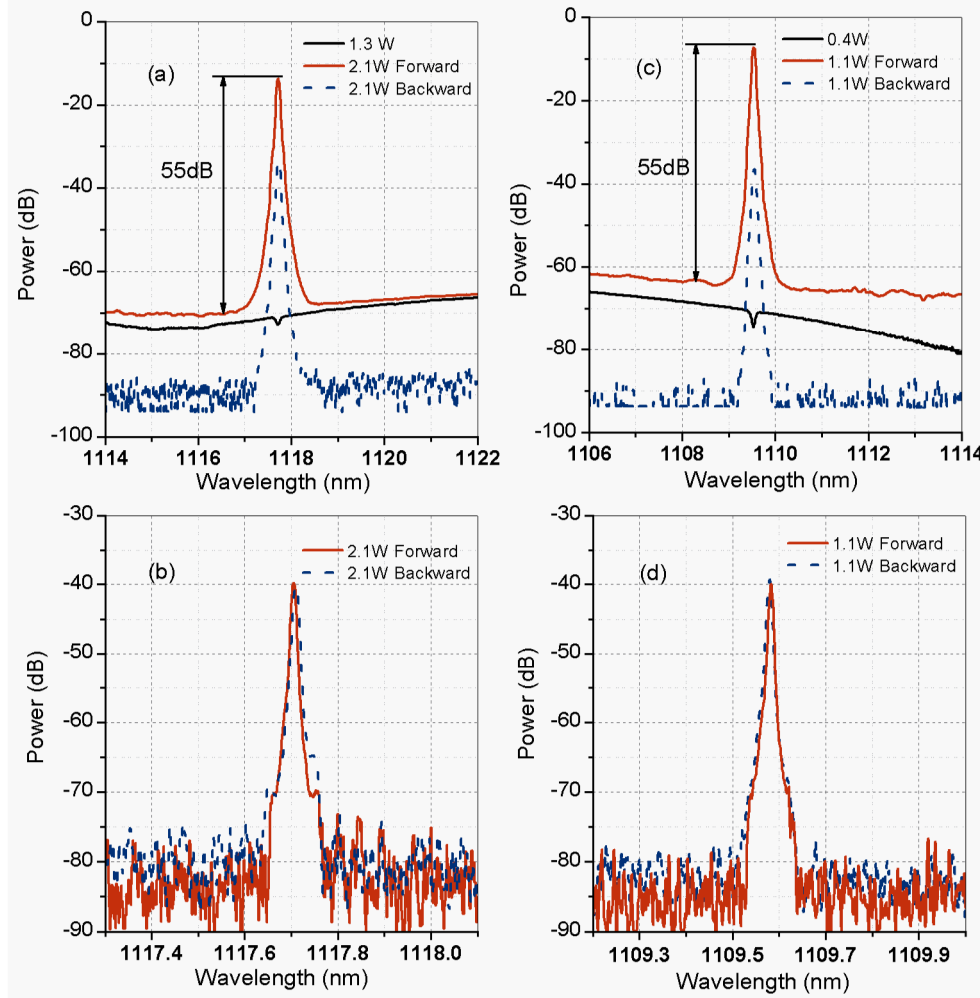 (a)
1.3 W
2.1W Forward
2.1W Backward
55dB
0
-20
-40
-60
-80
-100
Power (dB)
1114 1116 1118 1120 1122
Wavelength (nm)
(c)
0.4W
1.1W Forward
1.1W Backward
55dB
0
-20
-40
-60
-80
-100
Power (dB)
1106 1108 1110 1112 1114
Wavelength (nm)
(b)
2.1W Forward
2.1W Backward
-30
-40
-50
-60
-70
-80
-90
Power (dB)
1117.4 1117.6 1117.8 1118.0
Wavelength (nm)
(d)
1.1W Forward
1.1W Backward
-30
-40
-50
-60
-70
-80
-90
Power (dB)
1109.3 1109.5 1109.7 1109.9
Wavelength (nm)